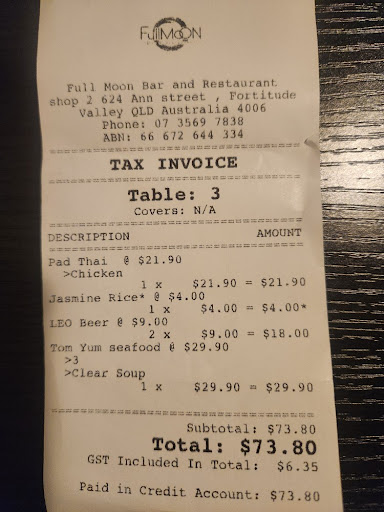 FullMoON
Full Moon Bar and Restaurant
shop 2 624 Ann street , Fortitude
Valley QLD Australia 4006
Phone: 07 3569 7838
ABN: 66 672 644 334
TAX INVOICE
Table: 3
Covers: N/A
DESCRIPTION AMOUNT
Pad Thai @ $21.90
>Chicken
1 x $21.90 = $21.90
Jasmine Rice* @ $4.00
1 x $4.00 = $4.00*
LEO Beer @ $9.00
2 x $9.00 = $18.00
Tom Yum seafood @ $29.90
>3
>Clear Soup
1 x $29.90 = $29.90
Subtotal: $73.80
Total: $73.80
GST Included In Total: $6.35
Paid in Credit Account: $73.80